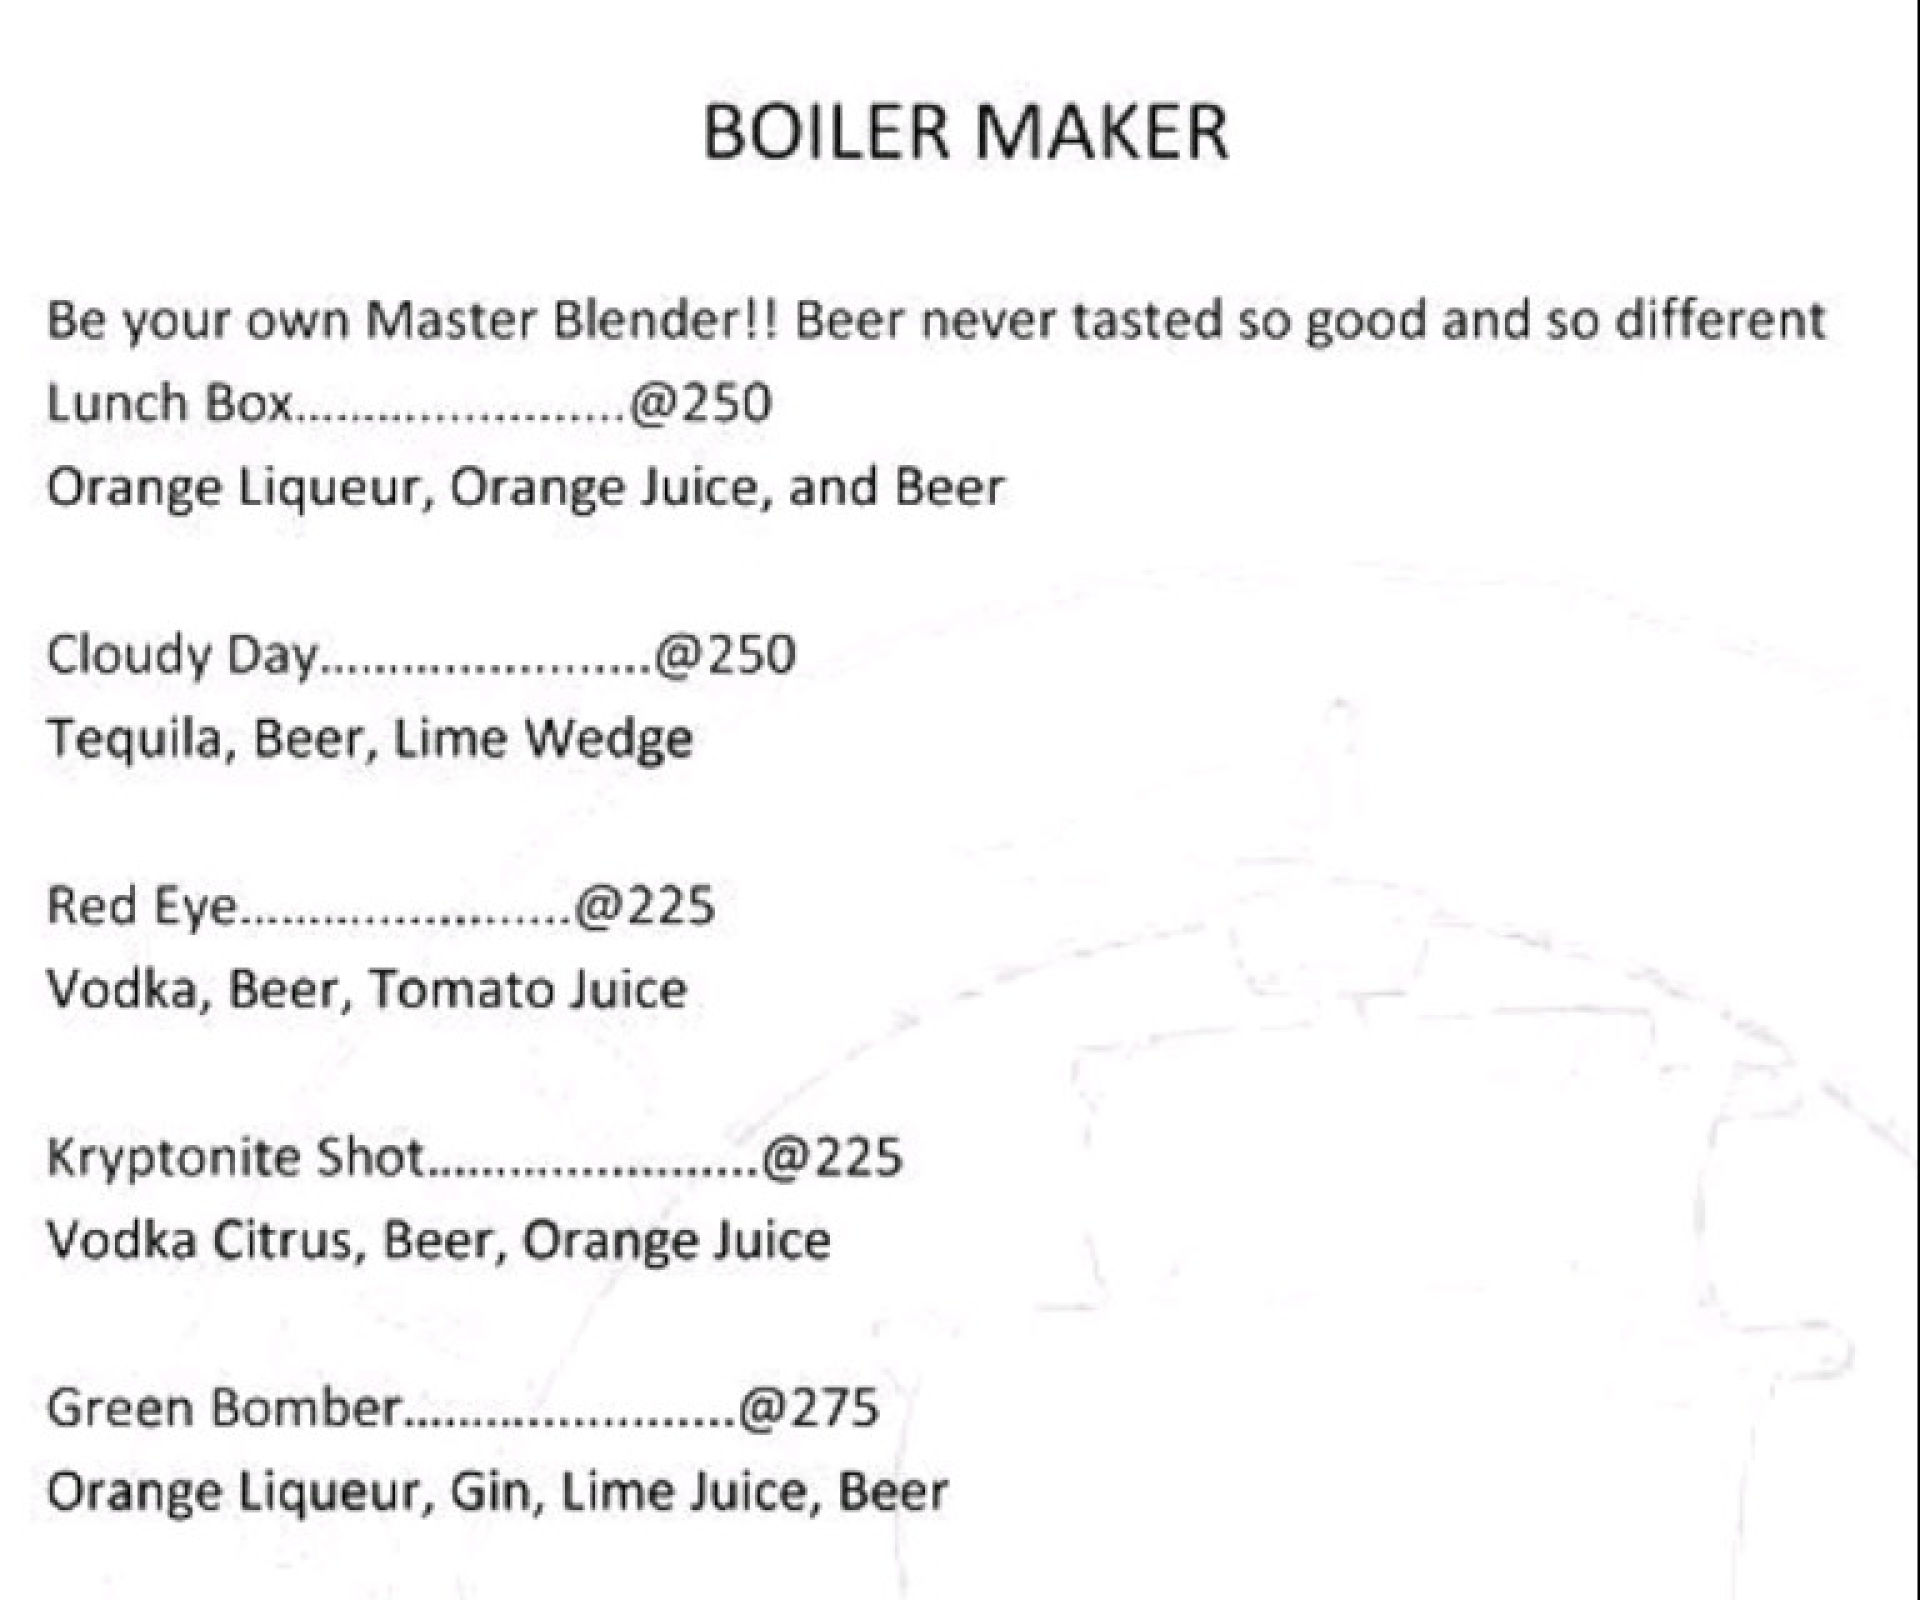 BOILER MAKER
Be your own Master Blender!! Beer never tasted so good and so different
Lunch Box........................@250
Orange Liqueur, Orange Juice, and Beer
Cloudy Day........................@250
Tequila, Beer, Lime Wedge
Red Eye........................@225
Vodka, Beer, Tomato Juice
Kryptonite Shot........................@225
Vodka Citrus, Beer, Orange Juice
Green Bomber........................@275
Orange Liqueur, Gin, Lime Juice, Beer